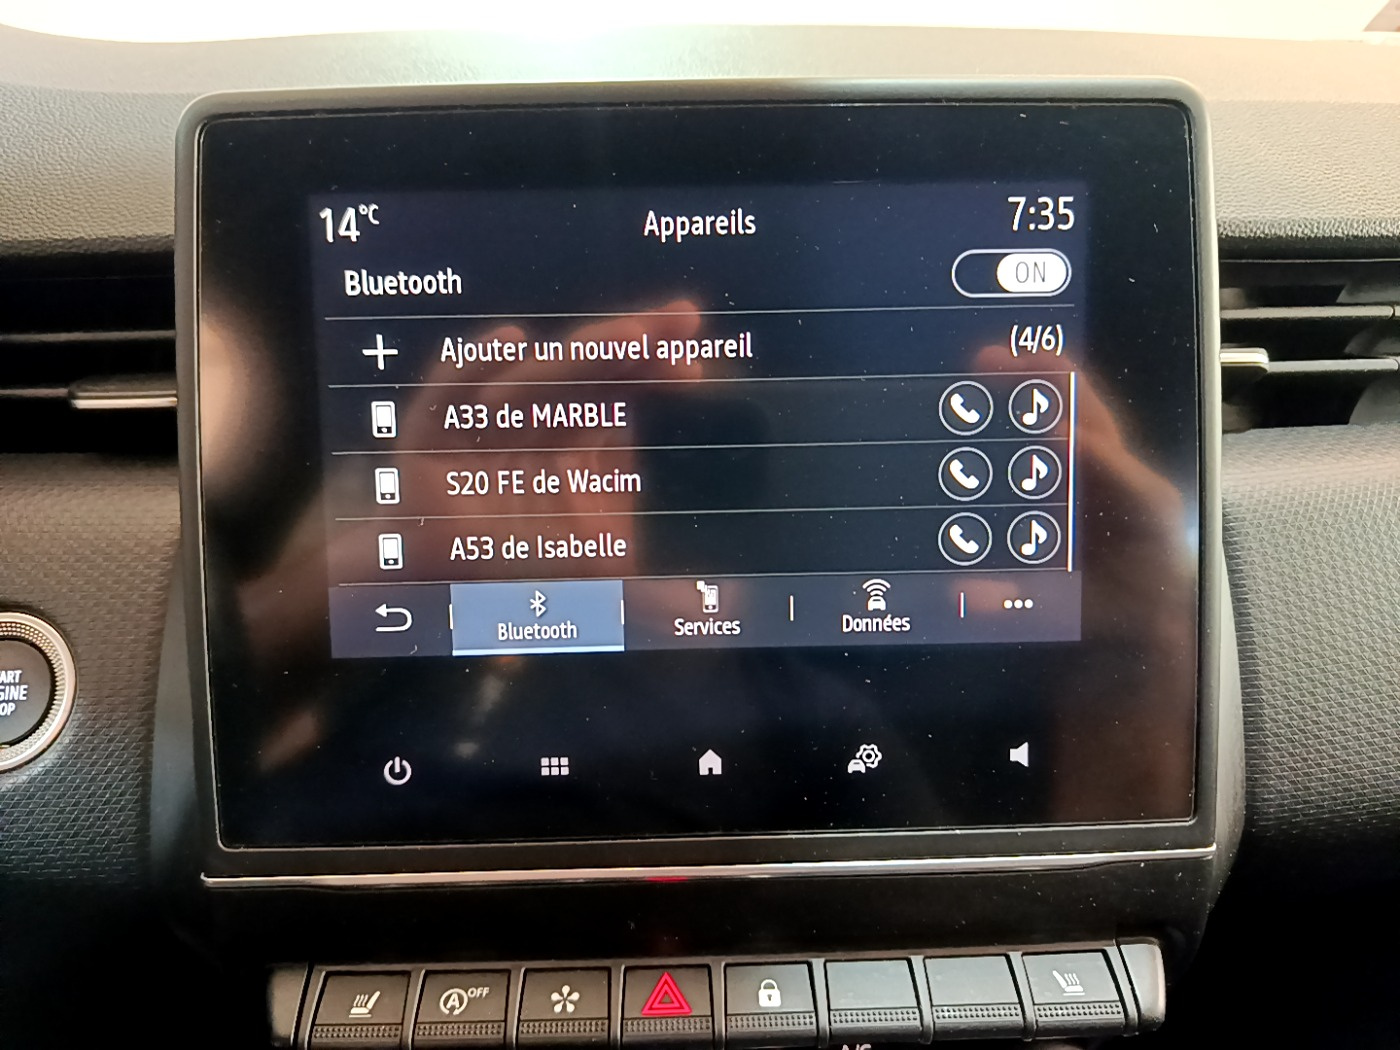 14°C Appareils 7:35
Bluetooth ON
Ajouter un nouvel appareil (4/6)
A33 de MARBLE
S20 FE de Wacim
A53 de Isabelle
Bluetooth Services Données
OFF